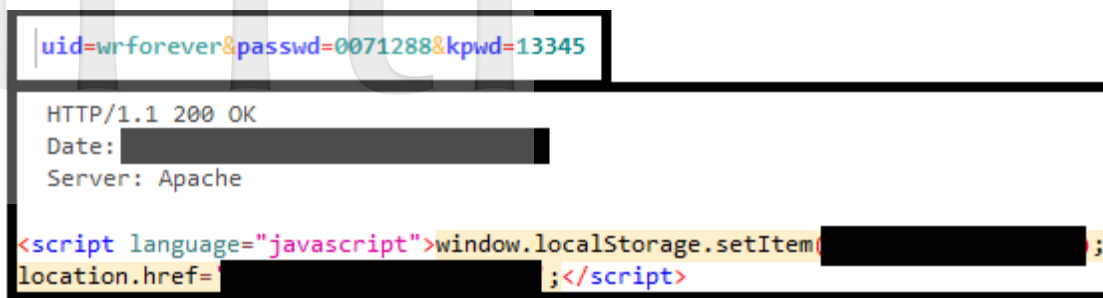 uid=wrforever&passwd=0071288&kpwd=13345
HTTP/1.1 200 OK
Date:
Server: Apache
<script language="javascript">window.localStorage.setItem( );
location.href=' ';</script>